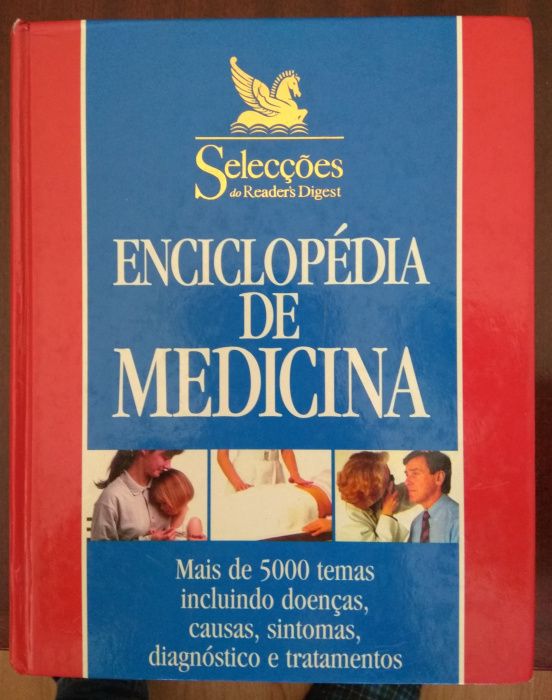 Selecções
do Reader's Digest
ENCICLOPÉDIA
DE
MEDICINA
Mais de 5000 temas
incluindo doenças,
causas, sintomas,
diagnóstico e tratamentos